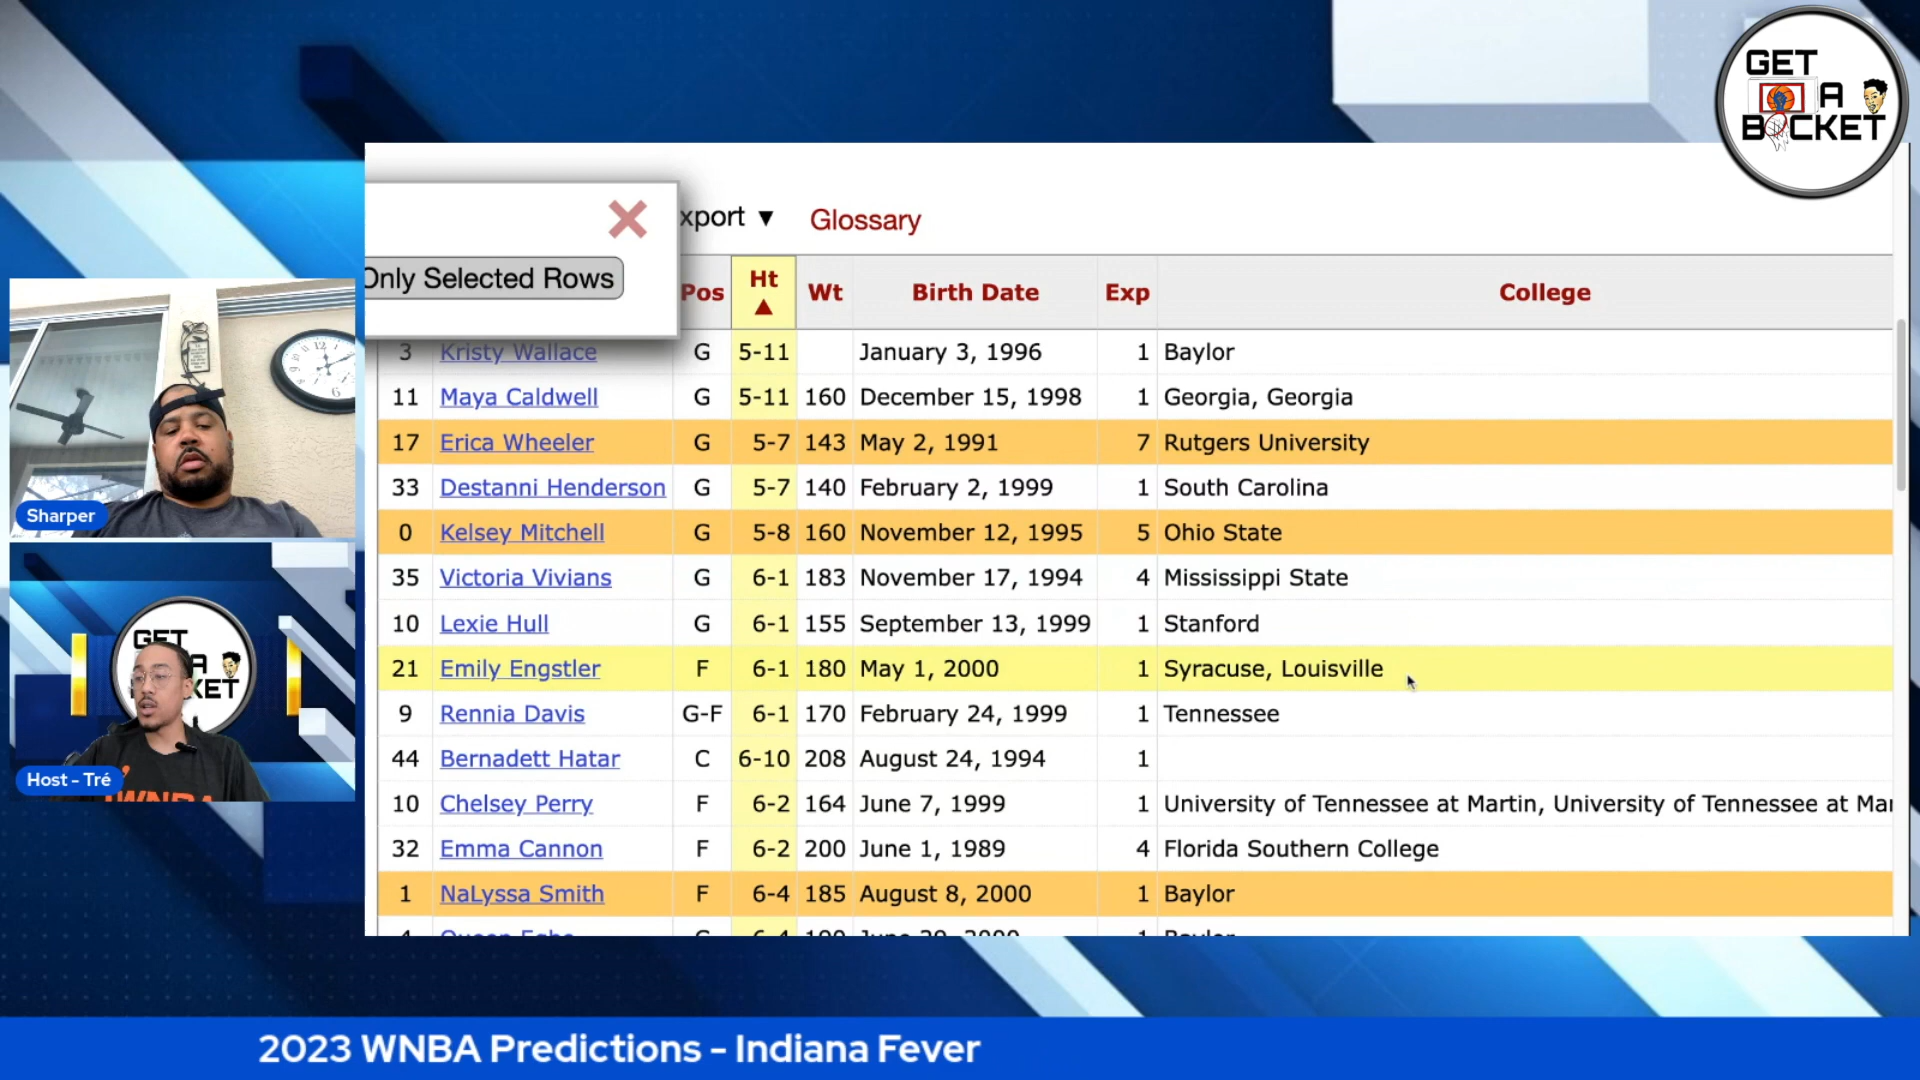 GET
A
BUCKET
xport ▼ Glossary
Only Selected Rows
Pos Ht ▲ Wt Birth Date Exp College
3 Kristy Wallace G 5-11 January 3, 1996 1 Baylor
11 Maya Caldwell G 5-11 160 December 15, 1998 1 Georgia, Georgia
17 Erica Wheeler G 5-7 143 May 2, 1991 7 Rutgers University
33 Destanni Henderson G 5-7 140 February 2, 1999 1 South Carolina
0 Kelsey Mitchell G 5-8 160 November 12, 1995 5 Ohio State
35 Victoria Vivians G 6-1 183 November 17, 1994 4 Mississippi State
10 Lexie Hull G 6-1 155 September 13, 1999 1 Stanford
21 Emily Engstler F 6-1 180 May 1, 2000 1 Syracuse, Louisville
9 Rennia Davis G-F 6-1 170 February 24, 1999 1 Tennessee
44 Bernadett Hatar C 6-10 208 August 24, 1994 1
10 Chelsey Perry F 6-2 164 June 7, 1999 1 University of Tennessee at Martin, University of Tennessee at Mar
32 Emma Cannon F 6-2 200 June 1, 1989 4 Florida Southern College
1 NaLyssa Smith F 6-4 185 August 8, 2000 1 Baylor
Sharper
GET
A
KET
Host - Tré
WNBA
2023 WNBA Predictions - Indiana Fever